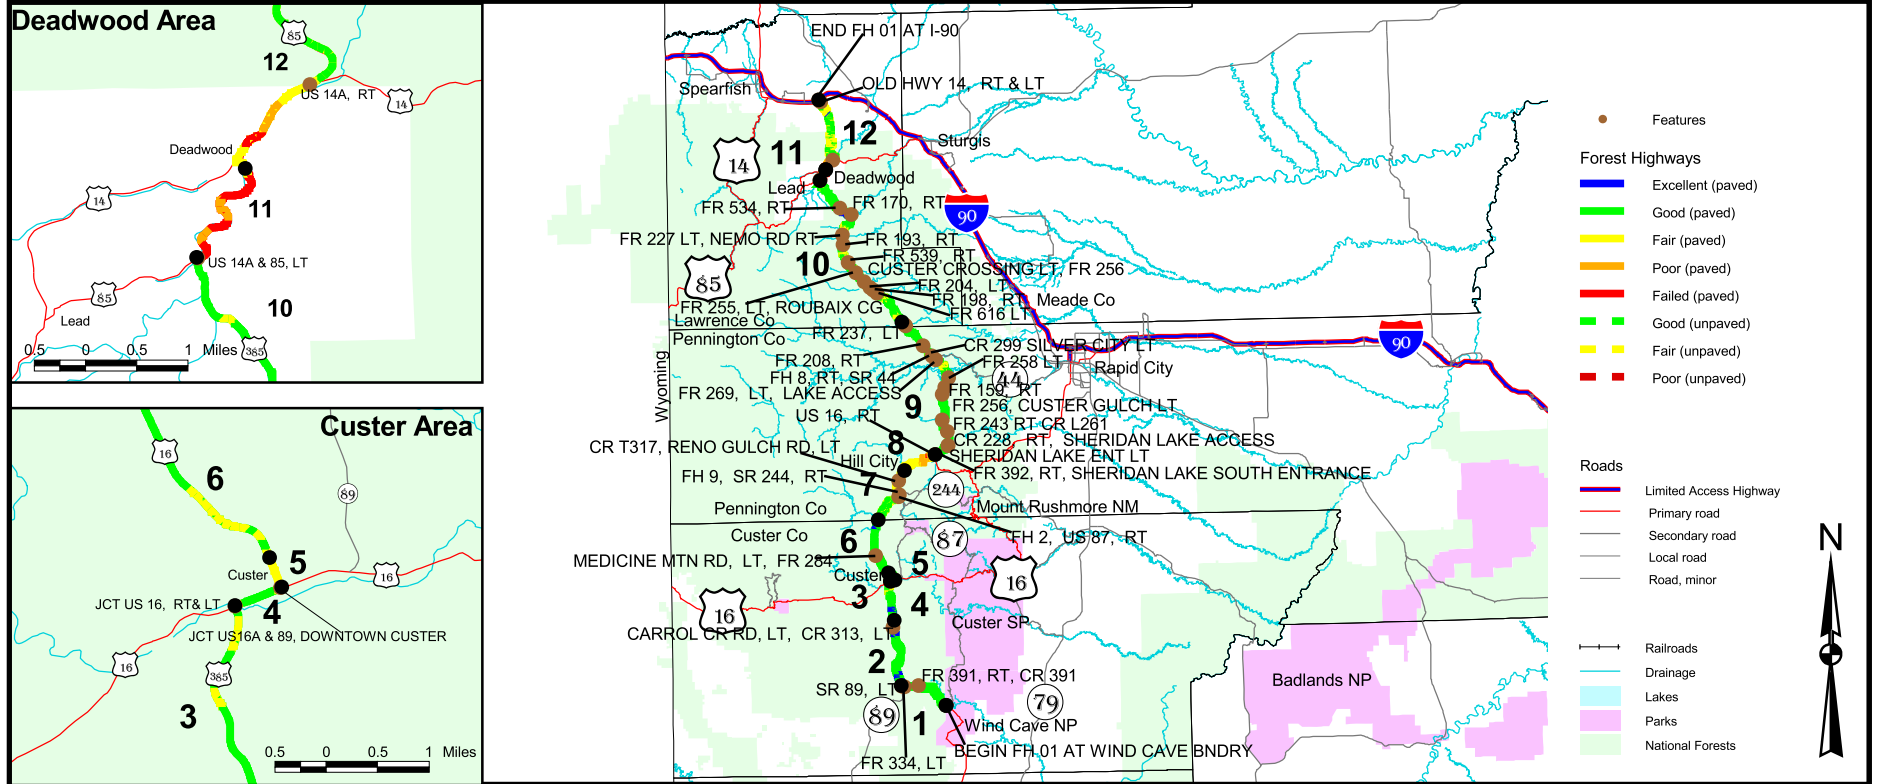 Deadwood Area
85
12
US 14A, RT
14
Deadwood
14
11
US 14A & 85, LT
85
10
Lead
385
0.5 0 0.5 1 Miles
Custer Area
16
6
89
5
Custer
16
JCT US 16, RT& LT
4
JCT US16A & 89, DOWNTOWN CUSTER
16
385
3
0.5 0 0.5 1 Miles
END FH 01 AT I-90
OLD HWY 14, RT & LT
Spearfish
12
Sturgis
11
14
Deadwood
Lead
FR 534, RT
FR 170, RT
90
FR 227 LT, NEMO RD RT
FR 193, RT
FR 539, RT
10
CUSTER CROSSING LT, FR 256
85
FR 204, LT
FR 198, RT
Meade Co
FR 255, LT, ROUBAIX CG
FR 616 LT
Lawrence Co
FR 237, LT
Pennington Co
CR 299 SILVER CITY LT
90
FR 208, RT
FR 258 LT
Rapid City
FH 8, RT, SR 44
44
Wyoming
FR 269, LT, LAKE ACCESS
FR 159, RT
9
FR 256, CUSTER GULCH LT
US 16, RT
FR 243 RT CR L261
8
CR 228, RT, SHERIDAN LAKE ACCESS
CR T317, RENO GULCH RD, LT
SHERIDAN LAKE ENT LT
Hill City
FR 392, RT, SHERIDAN LAKE SOUTH ENTRANCE
FH 9, SR 244, RT
7
244
Pennington Co
Mount Rushmore NM
Custer Co
6
87
FH 2, US 87, RT
MEDICINE MTN RD, LT, FR 284
5
Custer
16
3
4
16
Custer SP
CARROL CR RD, LT, CR 313, LT
2
FR 391, RT, CR 391
SR 89, LT
Badlands NP
89
1
79
Wind Cave NP
BEGIN FH 01 AT WIND CAVE BNDRY
FR 334, LT
Features
Forest Highways
Excellent (paved)
Good (paved)
Fair (paved)
Poor (paved)
Failed (paved)
Good (unpaved)
Fair (unpaved)
Poor (unpaved)
Roads
Limited Access Highway
Primary road
Secondary road
Local road
Road, minor
N
Railroads
Drainage
Lakes
Parks
National Forests